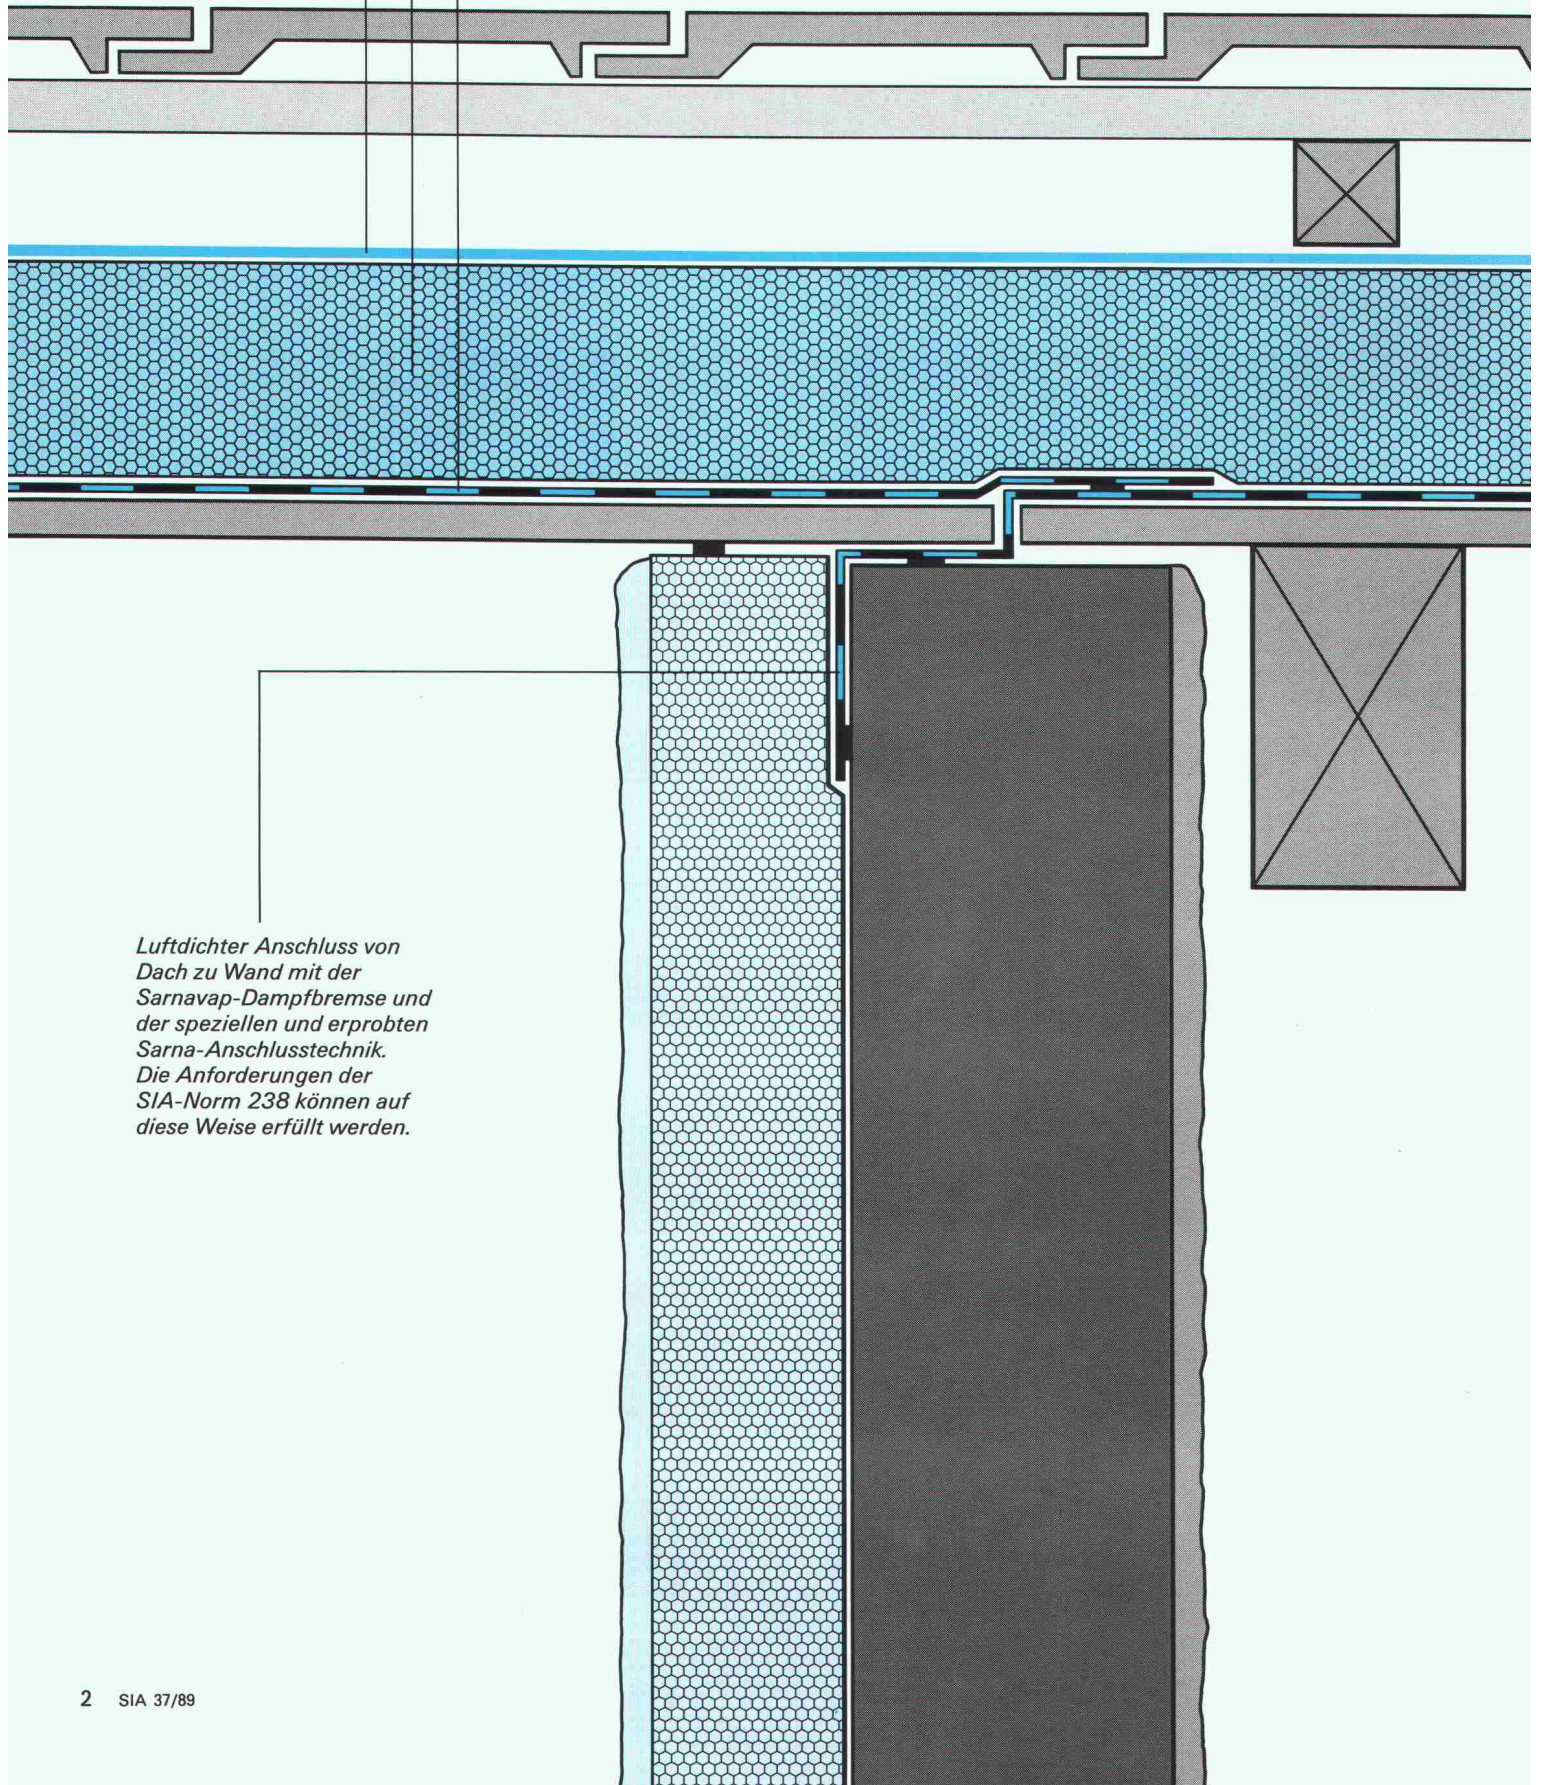 Luftdichter Anschluss von
Dach zu Wand mit der
Sarnavap-Dampfbremse und
der speziellen und erprobten
Sarna-Anschlusstechnik.
Die Anforderungen der
SIA-Norm 238 können auf
diese Weise erfüllt werden.
2 SIA 37/89